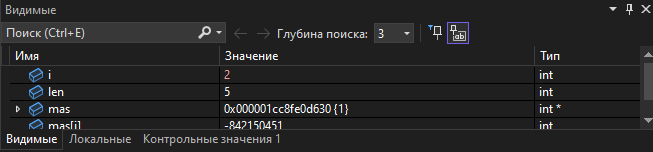 Видимые
Поиск (Ctrl+E) Глубина поиска: 3
Имя Значение Тип
i 2 int
len 5 int
mas 0x000001cc8fe0d630 {1} int *
mas[i] -842150451 int
Видимые Локальные Контрольные значения 1